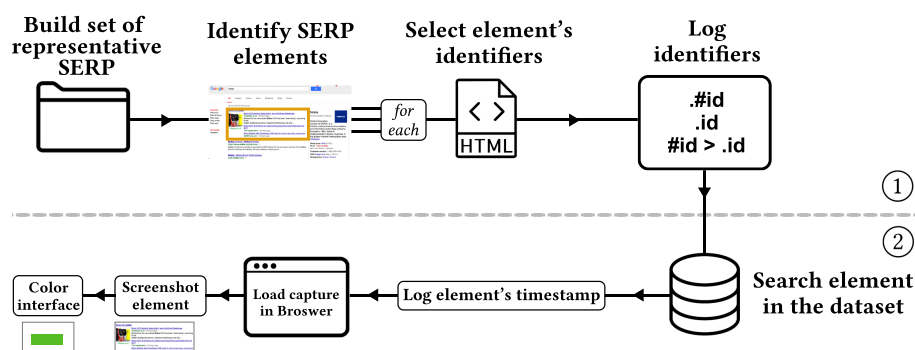 Build set of
representative
SERP
Identify SERP
elements
Select element's
identifiers
Log
identifiers
Google
for
each
HTML
.#id
.id
#id > .id
1
2
Color
interface
Screenshot
element
Load capture
in Broswer
Log element's timestamp
Search element
in the dataset